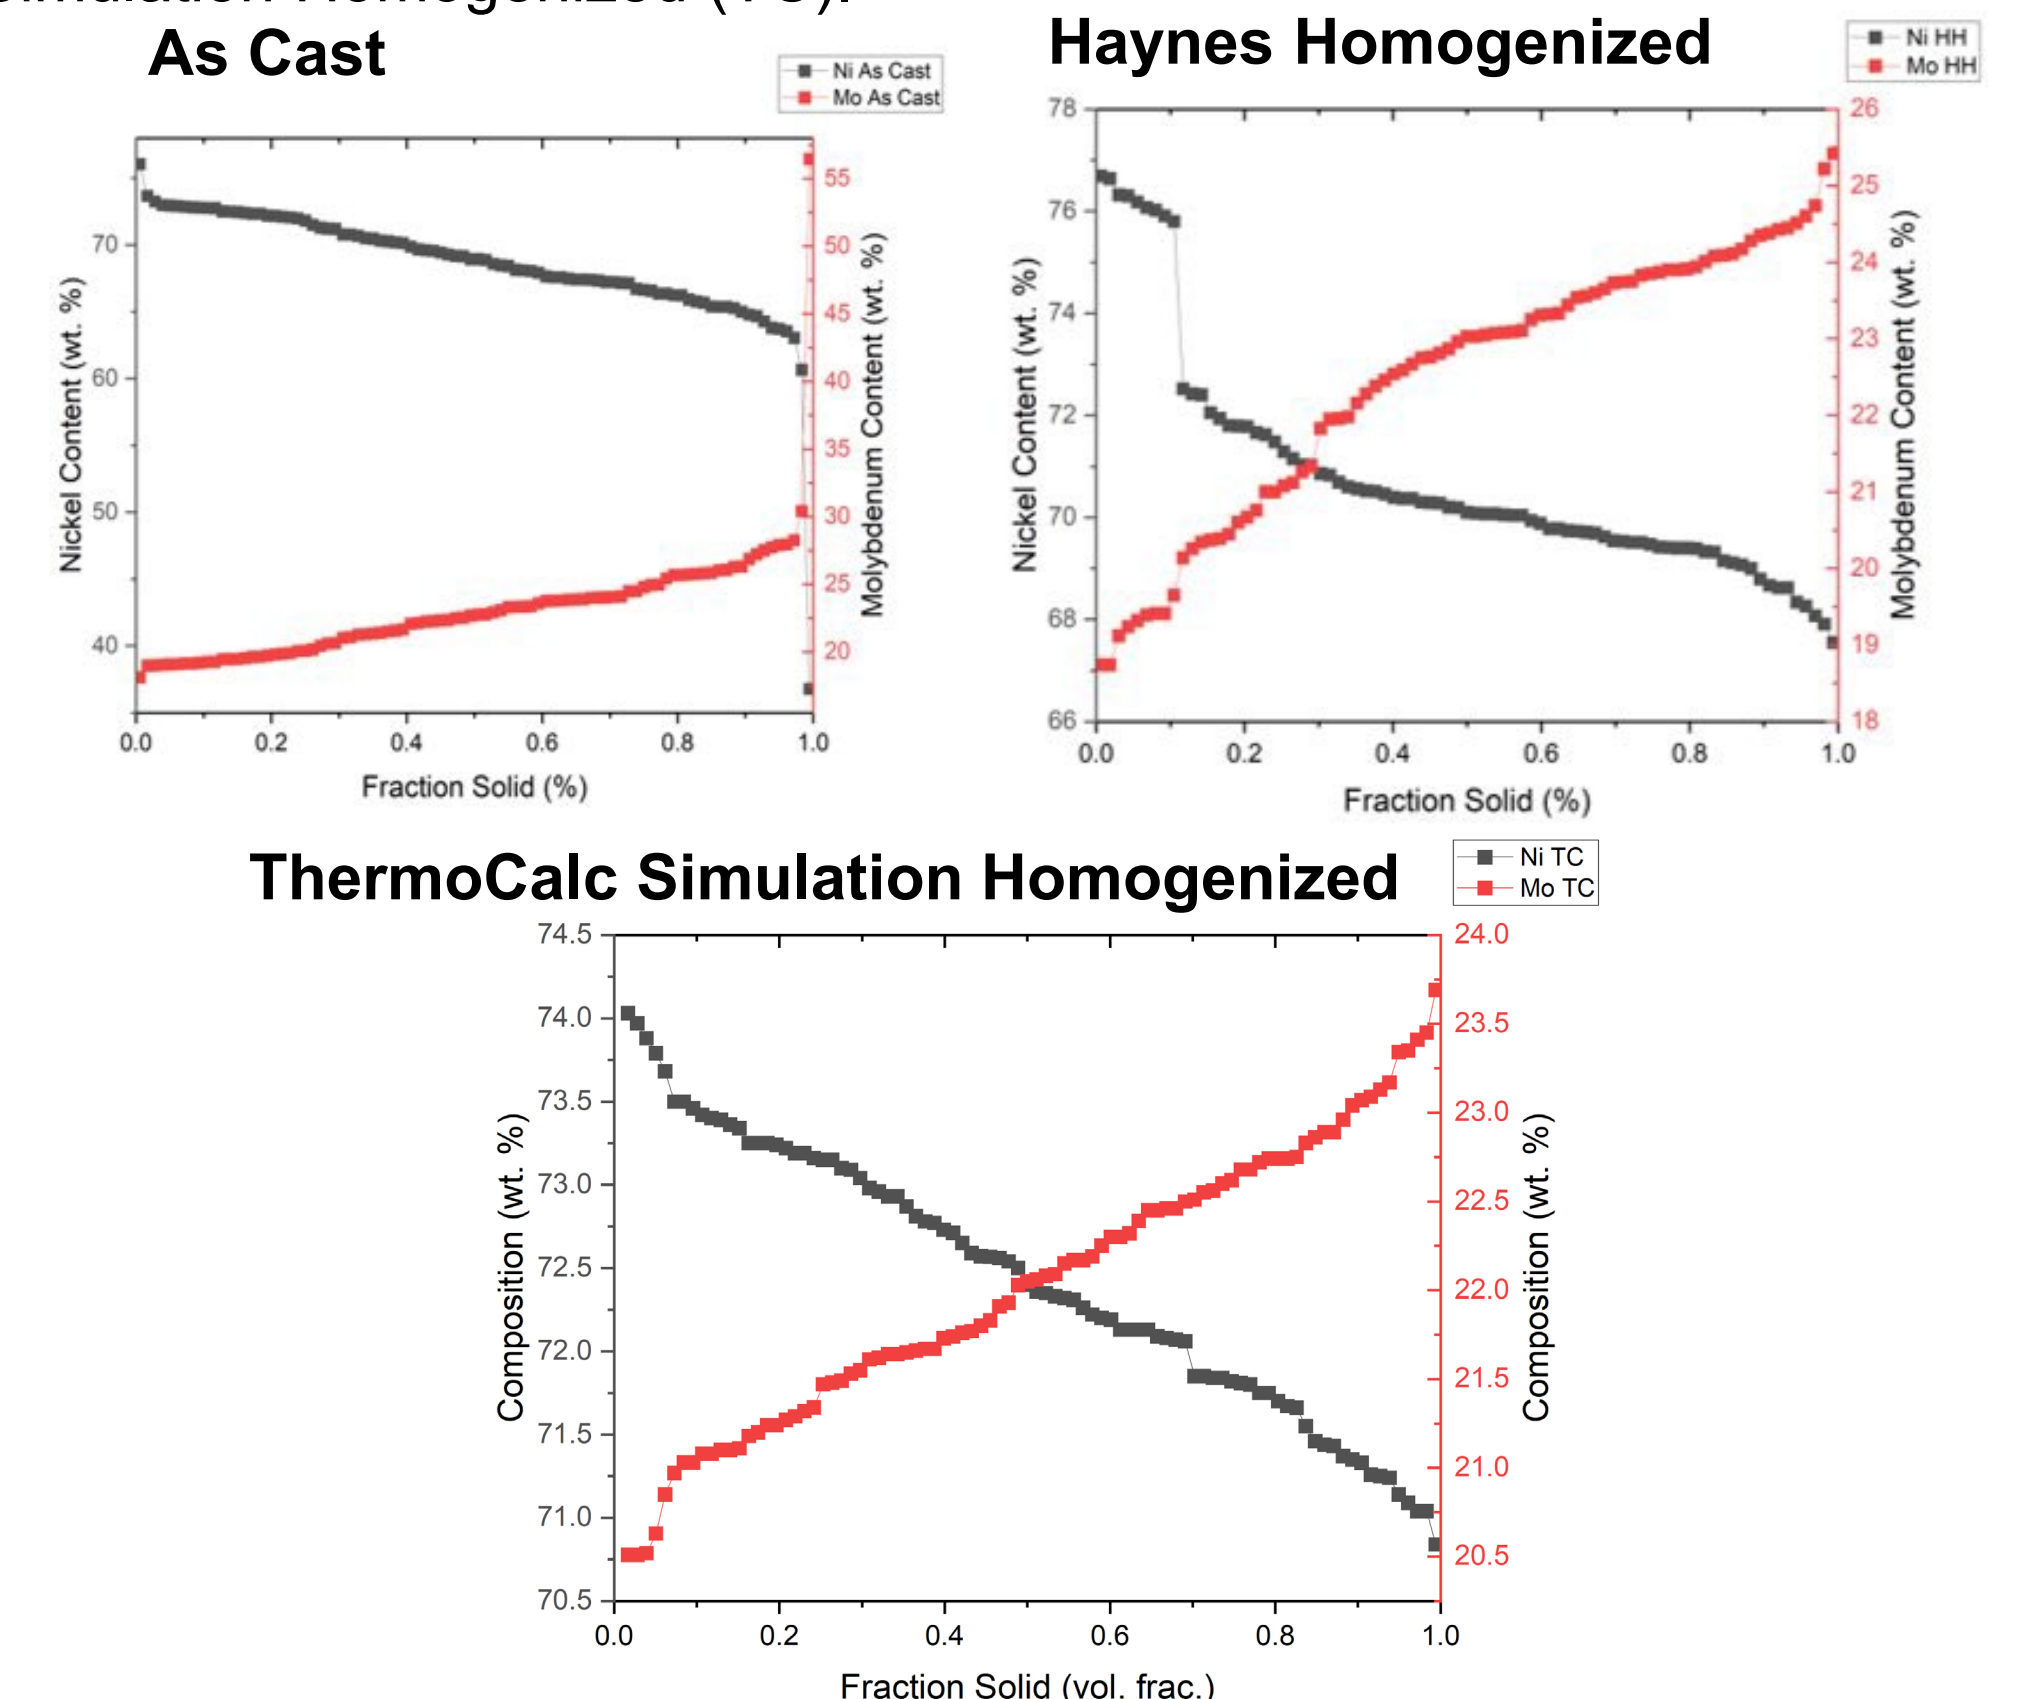 Simulation Homogenized (TC).
As Cast
Ni As Cast
Mo As Cast
70
60
50
40
Nickel Content (wt. %)
55
50
45
40
35
30
25
20
Molybdenum Content (wt. %)
0.0 0.2 0.4 0.6 0.8 1.0
Fraction Solid (%)
Haynes Homogenized
Ni HH
Mo HH
78
76
74
72
70
68
66
Nickel Content (wt. %)
26
25
24
23
22
21
20
19
18
Molybdenum Content (wt. %)
0.0 0.2 0.4 0.6 0.8 1.0
Fraction Solid (%)
ThermoCalc Simulation Homogenized
Ni TC
Mo TC
74.5
74.0
73.5
73.0
72.5
72.0
71.5
71.0
70.5
Composition (wt. %)
24.0
23.5
23.0
22.5
22.0
21.5
21.0
20.5
Composition (wt. %)
0.0 0.2 0.4 0.6 0.8 1.0
Fraction Solid (vol. frac.)